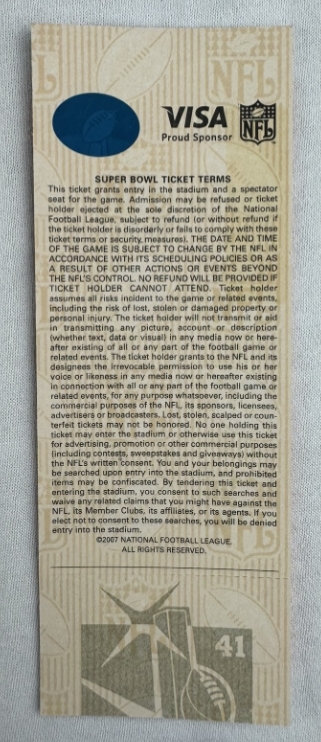 VISA
Proud Sponsor
NFL
SUPER BOWL TICKET TERMS
This ticket grants entry in the stadium and a spectator
seat for the game. Admission may be refused or ticket
holder ejected at the sole discretion of the National
Football League, subject to refund (or without refund if
the ticket holder is disorderly or fails to comply with these
ticket terms or security measures). THE DATE AND TIME
OF THE GAME IS SUBJECT TO CHANGE BY THE NFL IN
ACCORDANCE WITH ITS SCHEDULING POLICIES OR AS
A RESULT OF OTHER ACTIONS OR EVENTS BEYOND
THE NFL'S CONTROL. NO REFUND WILL BE PROVIDED IF
TICKET HOLDER CANNOT ATTEND. Ticket holder
assumes all risks incident to the game or related events,
including the risk of lost, stolen or damaged property or
personal injury. The ticket holder will not transmit or aid
in transmitting any picture, account or description
(whether text, data or visual) in any media now or here-
after existing of all or any part of the football game or
related events. The ticket holder grants to the NFL and its
designees the irrevocable permission to use his or her
voice or likeness in any media now or hereafter existing
in connection with all or any part of the football game or
related events, for any purpose whatsoever, including the
commercial purposes of the NFL, its sponsors, licensees,
advertisers or broadcasters. Lost, stolen, scalped or coun-
terfeit tickets may not be honored. No one holding this
ticket may enter the stadium or otherwise use this ticket
for advertising, promotion or other commercial purposes
(including contests, sweepstakes and giveaways) without
the NFL's written consent. You and your belongings may
be searched upon entry into the stadium, and prohibited
items may be confiscated. By tendering this ticket and
entering the stadium, you consent to such searches and
waive any related claims that you might have against the
NFL, its Member Clubs, its affiliates, or its agents. If you
elect not to consent to these searches, you will be denied
entry into the stadium.
©2007 NATIONAL FOOTBALL LEAGUE.
ALL RIGHTS RESERVED.
41